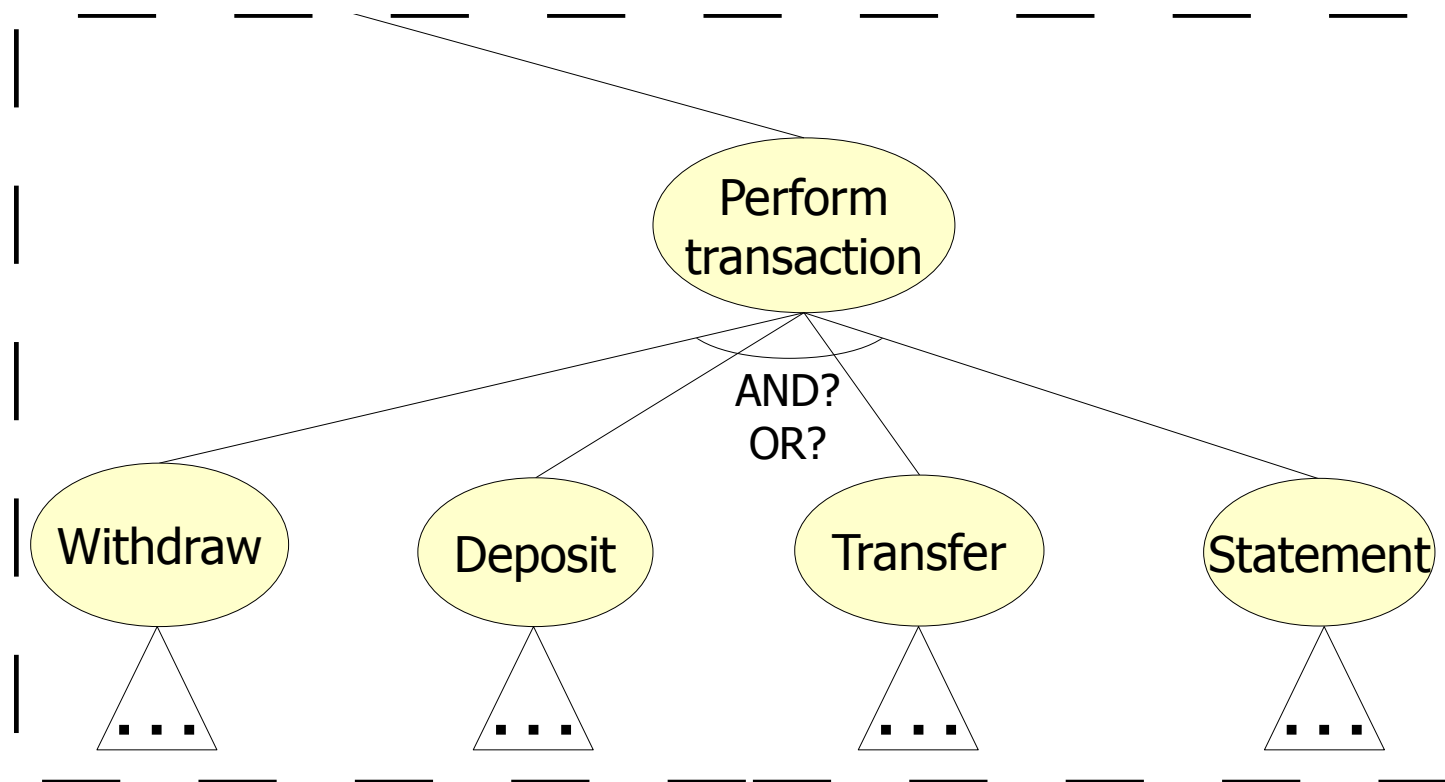 Perform
transaction
AND?
OR?
Withdraw
Deposit
Transfer
Statement
...
...
...
...